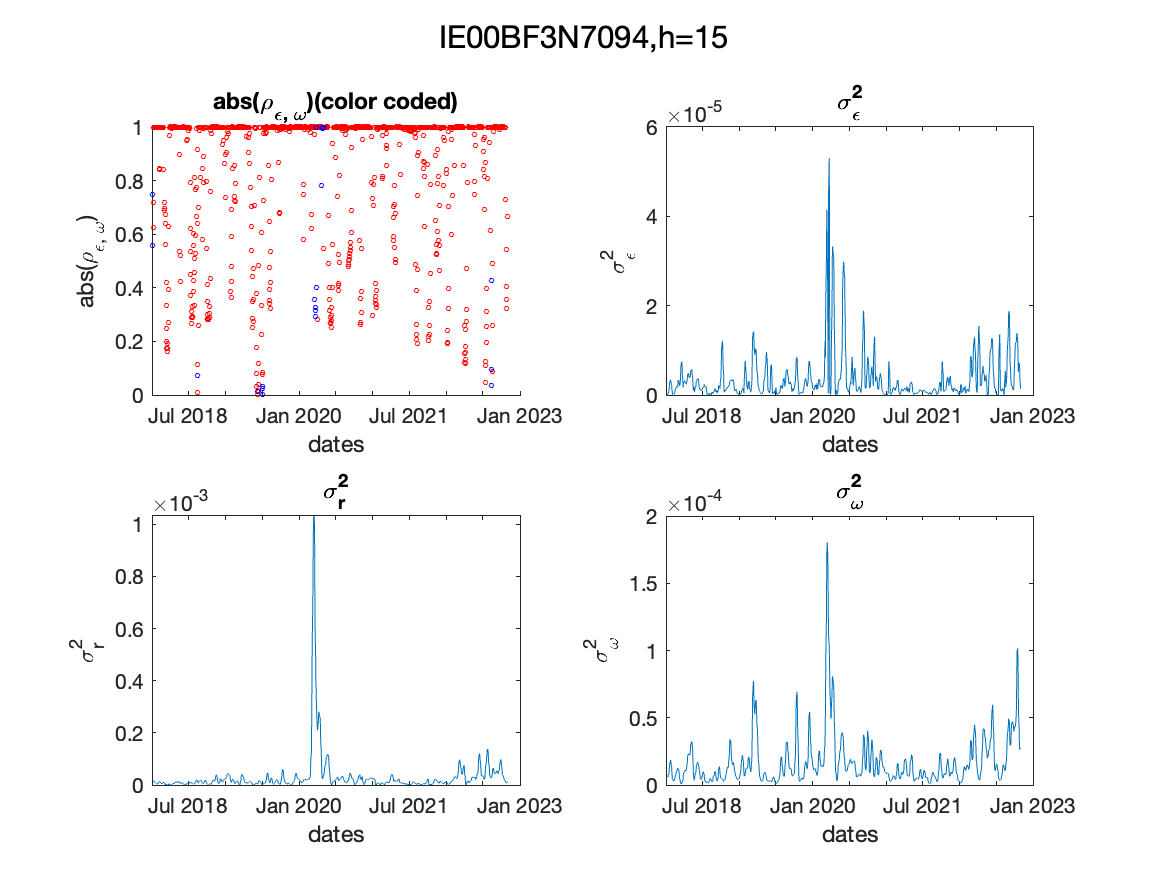 IE00BF3N7094,h=15
abs(ρ_{ϵ, ω})(color coded)
abs(ρ_{ϵ, ω})
1
0.8
0.6
0.4
0.2
0
Jul 2018 Jan 2020 Jul 2021 Jan 2023
dates
σ_ϵ^2
×10^-5
σ_ϵ^2
6
4
2
0
Jul 2018 Jan 2020 Jul 2021 Jan 2023
dates
σ_r^2
×10^-3
σ_r^2
1
0.8
0.6
0.4
0.2
0
Jul 2018 Jan 2020 Jul 2021 Jan 2023
dates
σ_ω^2
×10^-4
σ_ω^2
2
1.5
1
0.5
0
Jul 2018 Jan 2020 Jul 2021 Jan 2023
dates